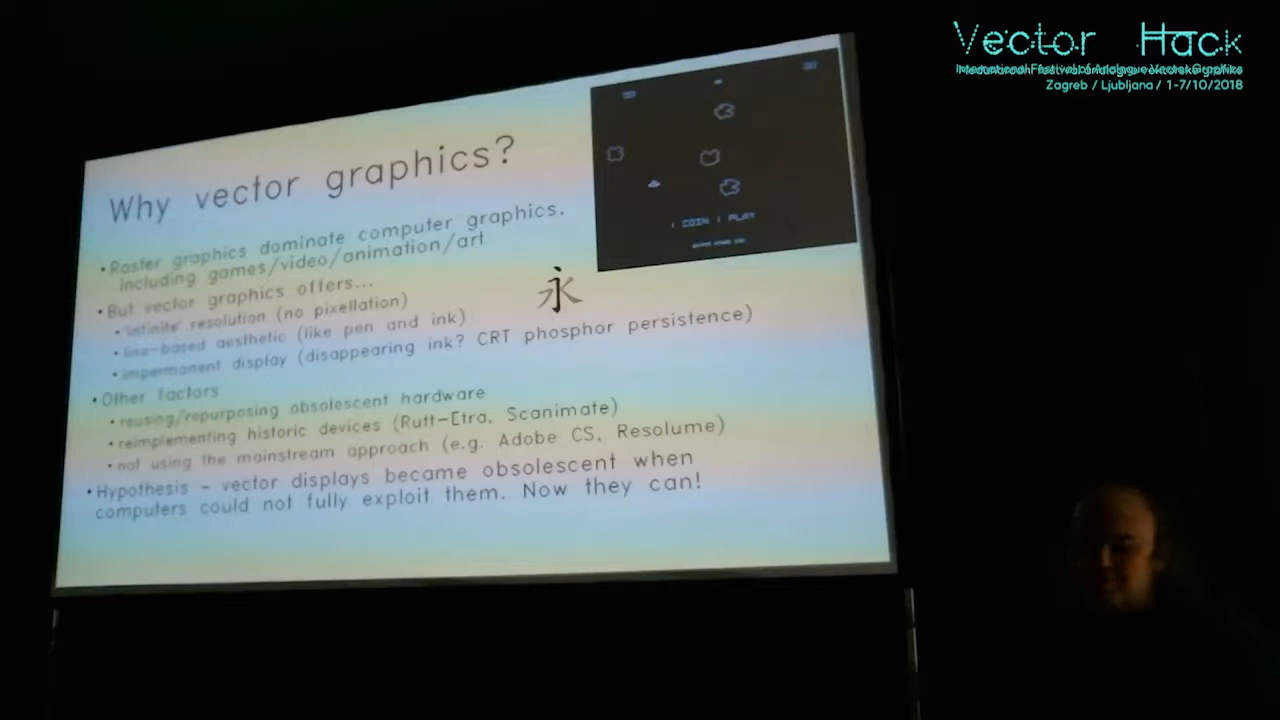 Vector Hack
Zagreb / Ljubljana / 1-7/10/2018
Why vector graphics?
•Raster graphics dominate computer graphics,
including games/video/animation/art
•But vector graphics offers...
•infinite resolution (no pixellation)
•line-based aesthetic (like pen and ink)
•impermanent display (disappearing ink? CRT phosphor persistence)
•Other factors
•reusing/repurposing obsolescent hardware
•reimplementing historic devices (Rutt-Etra, Scanimate)
•not using the mainstream approach (e.g. Adobe CS, Resolume)
•Hypothesis - vector displays became obsolescent when
computers could not fully exploit them. Now they can!
永
1 COIN 1 PLAY